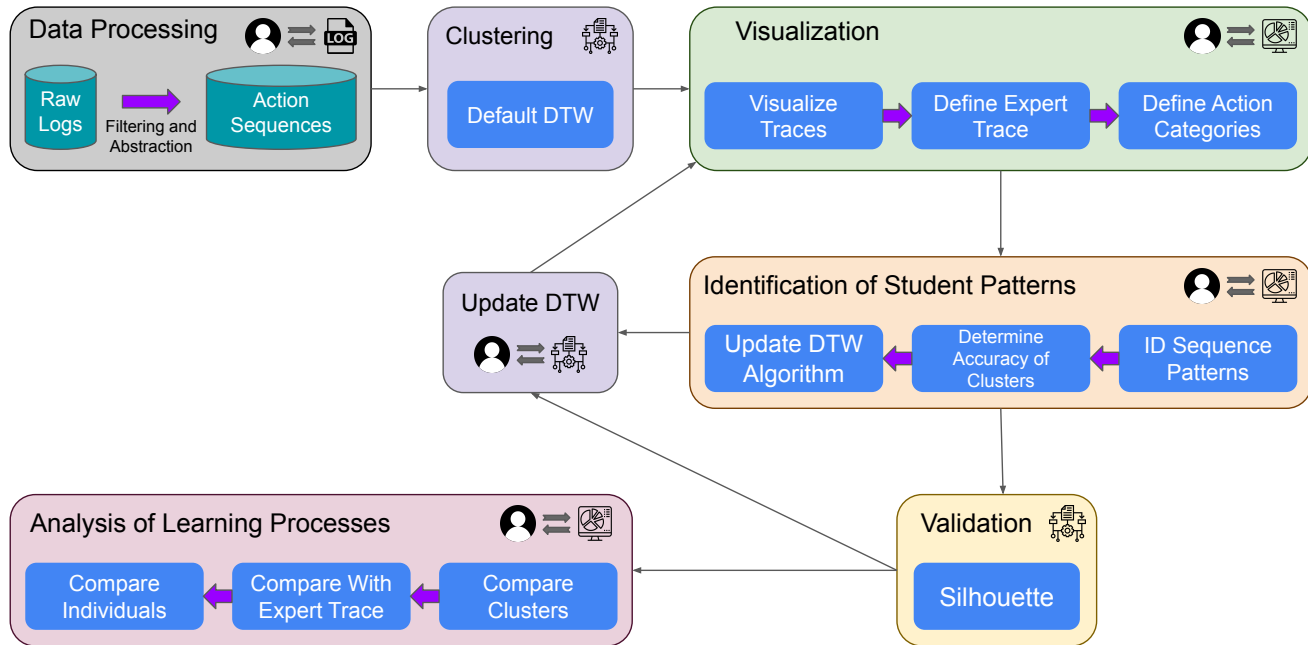 Data Processing
LOG
Raw
Logs
Filtering and
Abstraction
Action
Sequences
Clustering
Default DTW
Visualization
Visualize
Traces
Define Expert
Trace
Define Action
Categories
Update DTW
Identification of Student Patterns
Update DTW
Algorithm
Determine
Accuracy of
Clusters
ID Sequence
Patterns
Analysis of Learning Processes
Compare
Individuals
Compare With
Expert Trace
Compare
Clusters
Validation
Silhouette